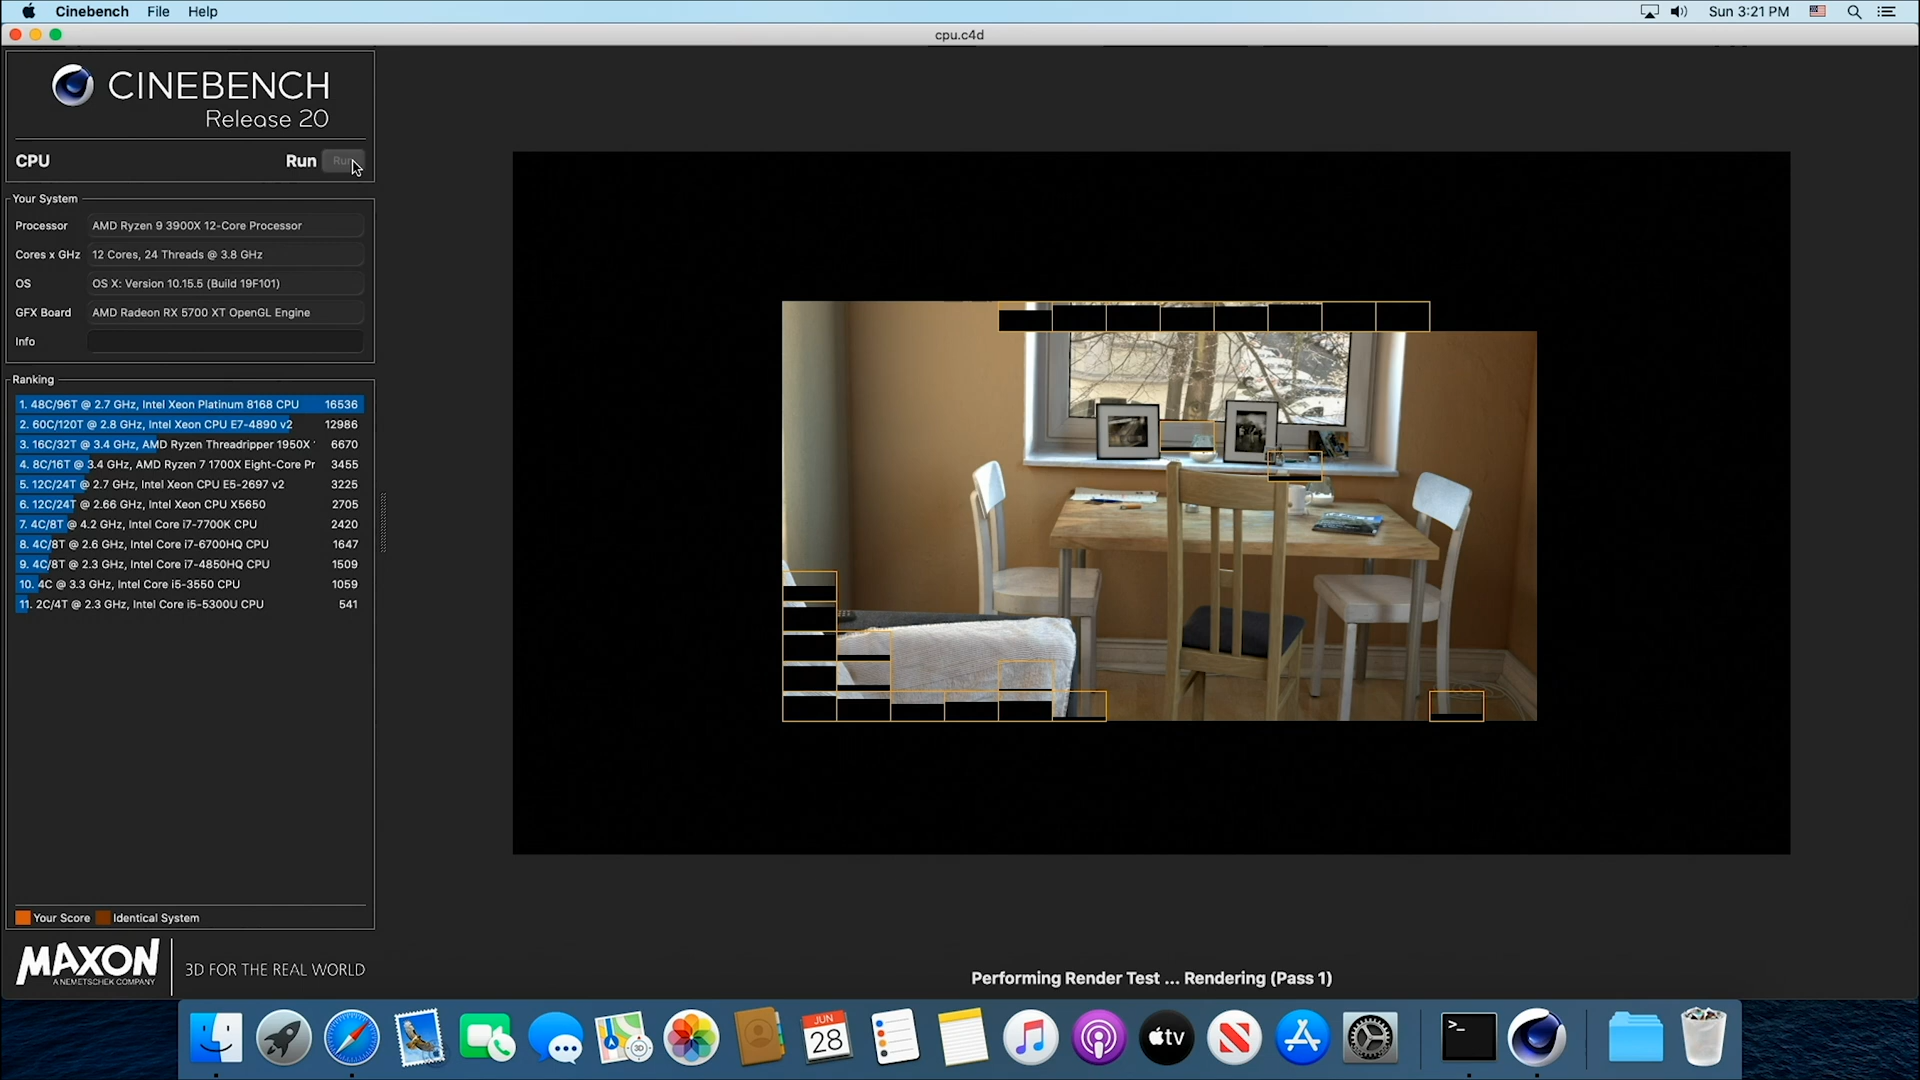 Cinebench File Help
Sun 3:21 PM
cpu.c4d
CINEBENCH
Release 20
CPU Run Run
Your System
Processor AMD Ryzen 9 3900X 12-Core Processor
Cores x GHz 12 Cores, 24 Threads @ 3.8 GHz
OS OS X: Version 10.15.5 (Build 19F101)
GFX Board AMD Radeon RX 5700 XT OpenGL Engine
Info
Ranking
1. 48C/96T @ 2.7 GHz, Intel Xeon Platinum 8168 CPU 16536
2. 60C/120T @ 2.8 GHz, Intel Xeon CPU E7-4890 v2 12986
3. 16C/32T @ 3.4 GHz, AMD Ryzen Threadripper 1950X 6670
4. 8C/16T @ 3.4 GHz, AMD Ryzen 7 1700X Eight-Core Pr 3455
5. 12C/24T @ 2.7 GHz, Intel Xeon CPU E5-2697 v2 3225
6. 12C/24T @ 2.66 GHz, Intel Xeon CPU X5650 2705
7. 4C/8T @ 4.2 GHz, Intel Core i7-7700K CPU 2420
8. 4C/8T @ 2.6 GHz, Intel Core i7-6700HQ CPU 1647
9. 4C/8T @ 2.3 GHz, Intel Core i7-4850HQ CPU 1509
10. 4C @ 3.3 GHz, Intel Core i5-3550 CPU 1059
11. 2C/4T @ 2.3 GHz, Intel Core i5-5300U CPU 541
Your Score Identical System
MAXON
A NEMETSCHEK COMPANY
3D FOR THE REAL WORLD
Performing Render Test ... Rendering (Pass 1)
JUN
28
3D
tv
>_